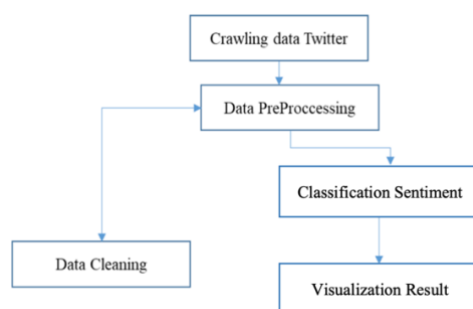 Crawling data Twitter
Data PreProccessing
Classification Sentiment
Data Cleaning
Visualization Result